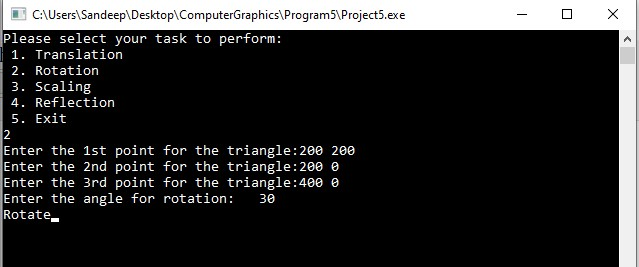 C:\Users\Sandeep\Desktop\ComputerGraphics\Program5\Project5.exe
Please select your task to perform:
1. Translation
2. Rotation
3. Scaling
4. Reflection
5. Exit
2
Enter the 1st point for the triangle:200 200
Enter the 2nd point for the triangle:200 0
Enter the 3rd point for the triangle:400 0
Enter the angle for rotation:   30
Rotate